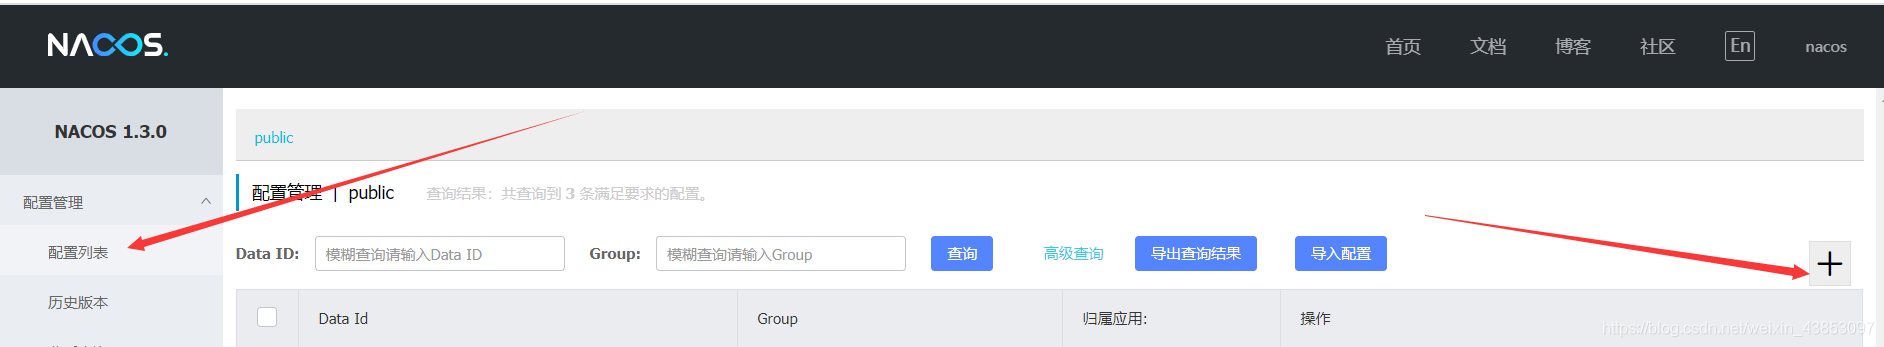 NACOS.
首页 文档 博客 社区 En nacos
NACOS 1.3.0
public
配置管理
配置管理 | public 查询结果：共查询到 3 条满足要求的配置。
配置列表
Data ID: 模糊查询请输入Data ID Group: 模糊查询请输入Group 查询 高级查询 导出查询结果 导入配置
历史版本
Data Id Group 归属应用: 操作
https://blog.csdn.net/weixin_43853097